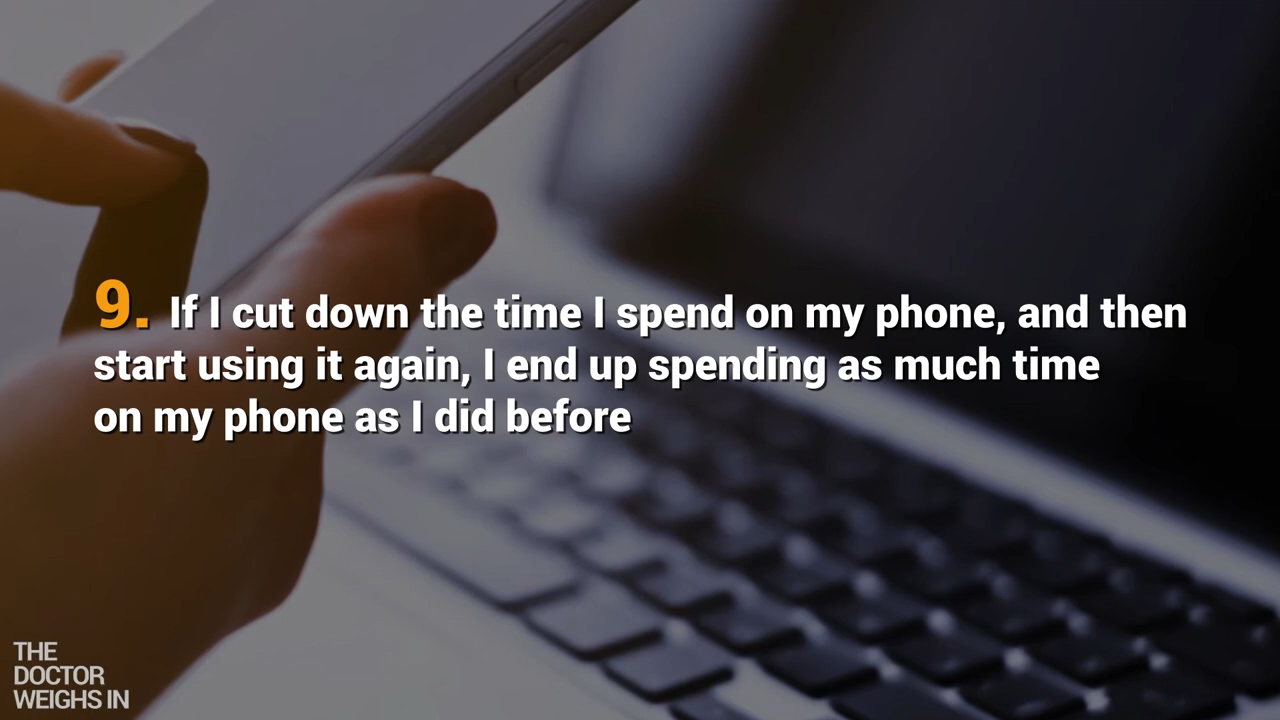 9. If I cut down the time I spend on my phone, and then
start using it again, I end up spending as much time
on my phone as I did before
THE
DOCTOR
WEIGHS IN